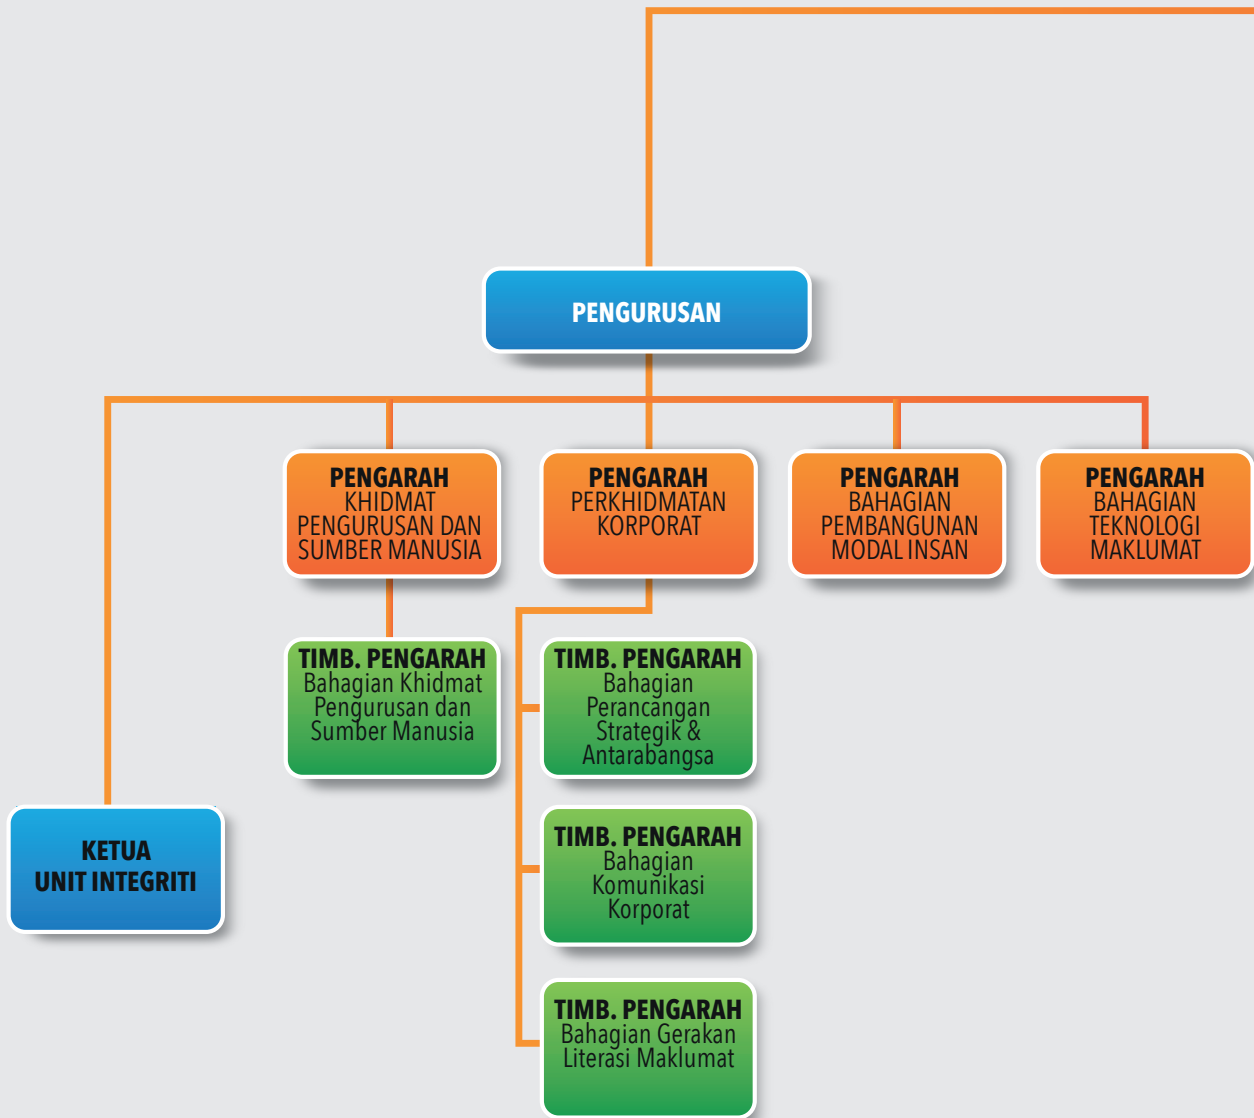 PENGURUSAN
PENGARAH
KHIDMAT
PENGURUSAN DAN
SUMBER MANUSIA
PENGARAH
PERKHIDMATAN
KORPORAT
PENGARAH
BAHAGIAN
PEMBANGUNAN
MODAL INSAN
PENGARAH
BAHAGIAN
TEKNOLOGI
MAKLUMAT
TIMB. PENGARAH
Bahagian Khidmat
Pengurusan dan
Sumber Manusia
TIMB. PENGARAH
Bahagian
Perancangan
Strategik &
Antarabangsa
KETUA
UNIT INTEGRITI
TIMB. PENGARAH
Bahagian
Komunikasi
Korporat
TIMB. PENGARAH
Bahagian Gerakan
Literasi Maklumat